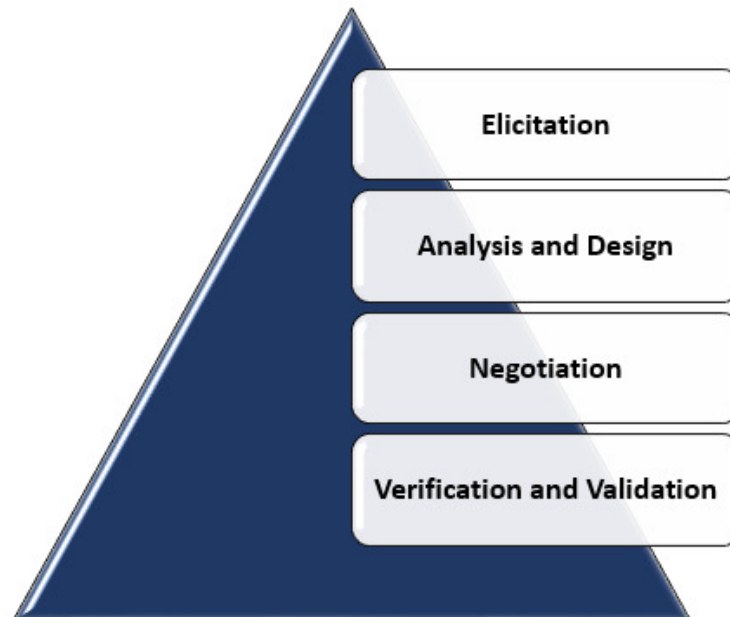 Elicitation
Analysis and Design
Negotiation
Verification and Validation